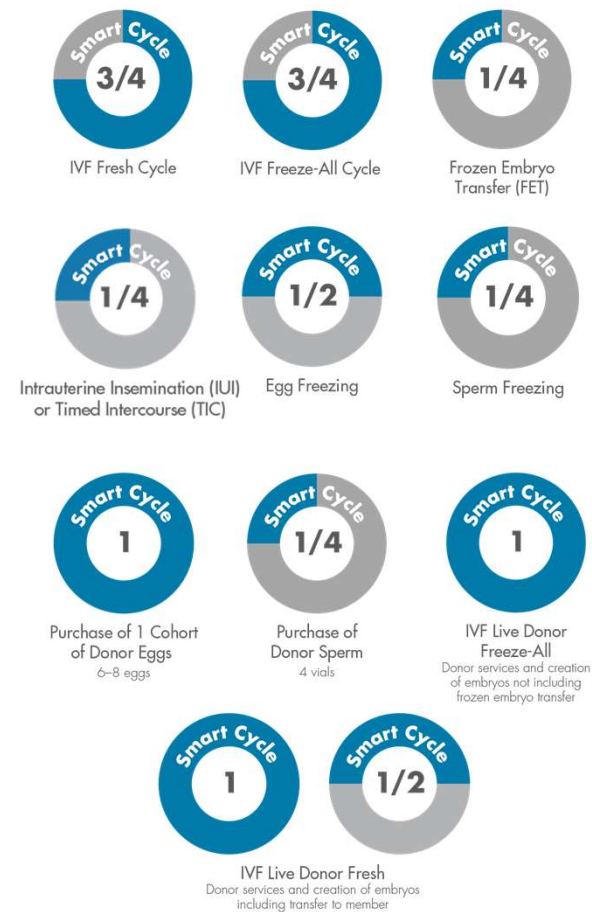 Smart Cycle
3/4
IVF Fresh Cycle
Smart Cycle
3/4
IVF Freeze-All Cycle
Smart Cycle
1/4
Frozen Embryo
Transfer (FET)
Smart Cycle
1/4
Intrauterine Insemination (IUI)
or Timed Intercourse (TIC)
Smart Cycle
1/2
Egg Freezing
Smart Cycle
1/4
Sperm Freezing
Smart Cycle
1
Purchase of 1 Cohort
of Donor Eggs
6–8 eggs
Smart Cycle
1/4
Purchase of
Donor Sperm
4 vials
Smart Cycle
1
IVF Live Donor
Freeze-All
Donor services and creation
of embryos not including
frozen embryo transfer
Smart Cycle
1
Smart Cycle
1/2
IVF Live Donor Fresh
Donor services and creation of embryos
including transfer to member